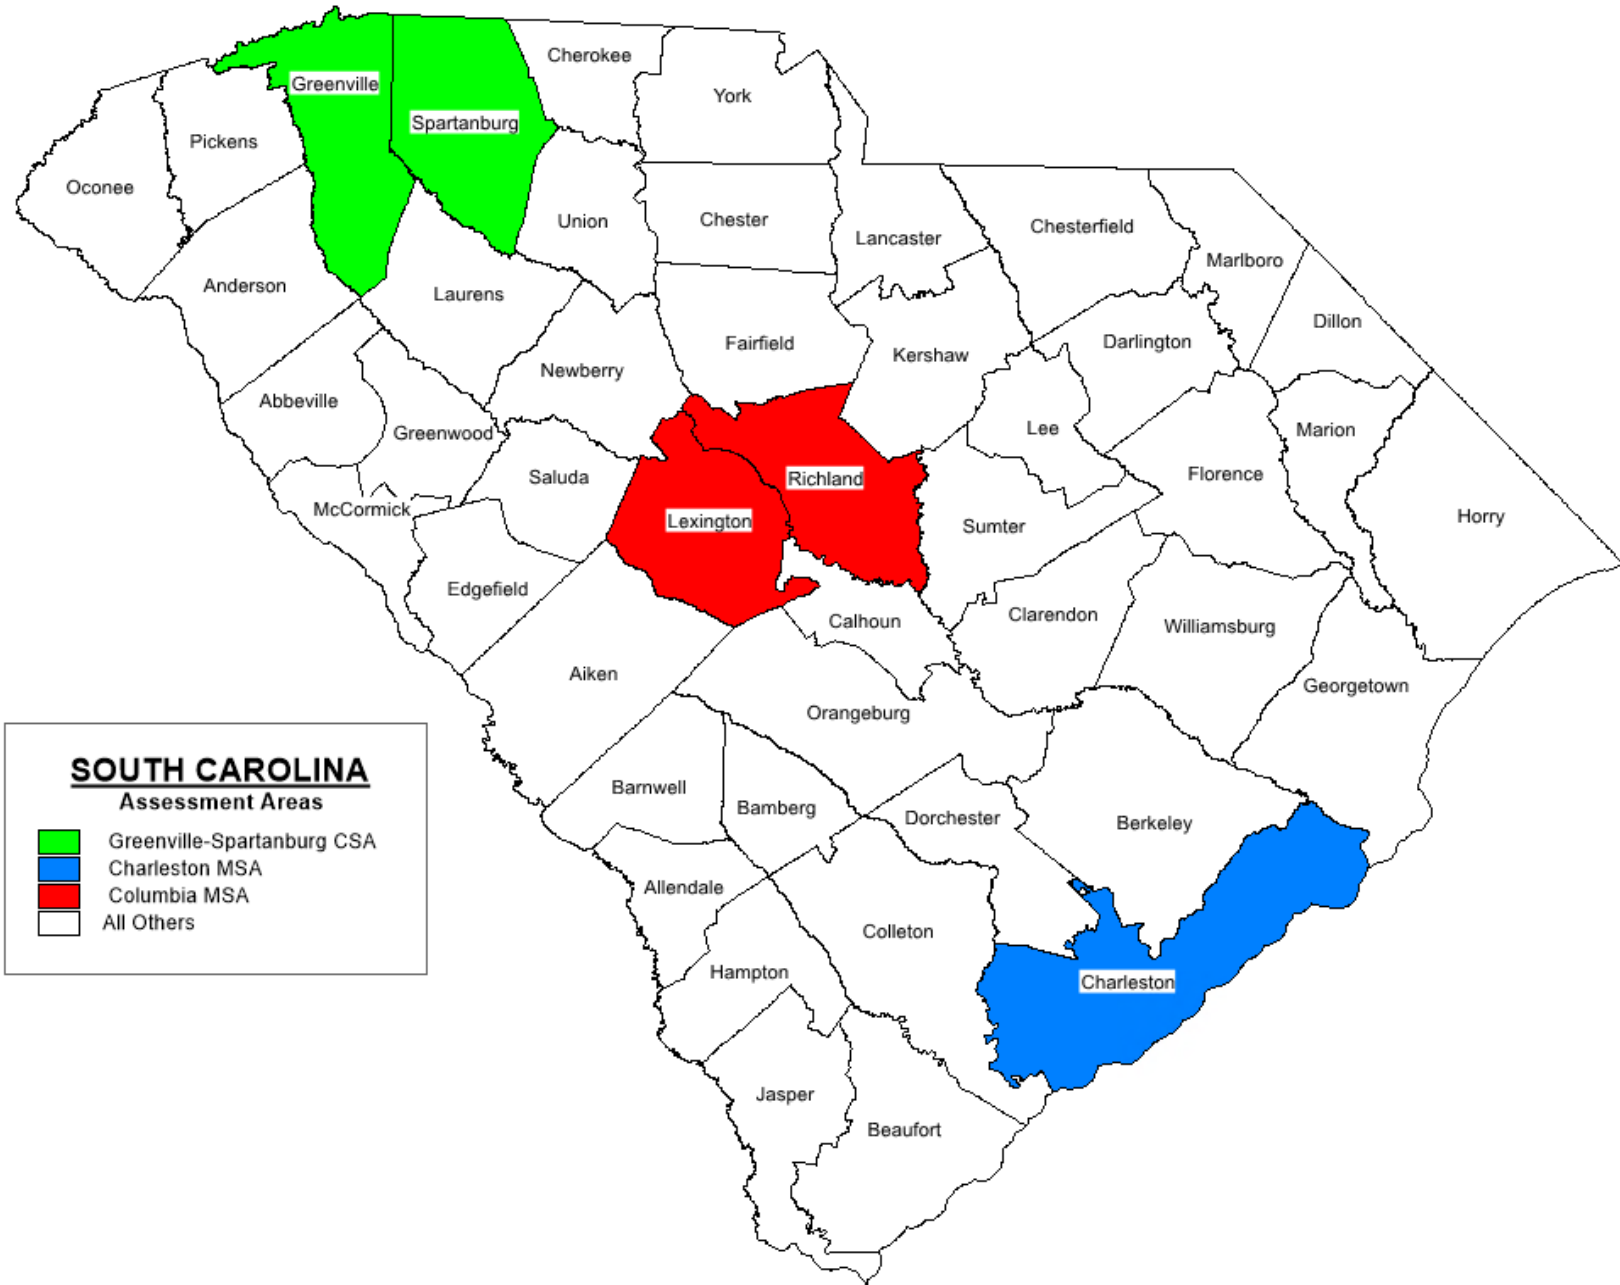 Cherokee
Greenville
York
Spartanburg
Pickens
Oconee
Union
Chester
Lancaster
Chesterfield
Marlboro
Anderson
Laurens
Dillon
Fairfield
Darlington
Kershaw
Newberry
Abbeville
Greenwood
Lee
Marion
Saluda
Richland
Florence
McCormick
Lexington
Sumter
Horry
Edgefield
Calhoun
Clarendon
Williamsburg
Aiken
Georgetown
Orangeburg
SOUTH CAROLINA
Assessment Areas
Greenville-Spartanburg CSA
Charleston MSA
Columbia MSA
All Others
Barnwell
Bamberg
Dorchester
Berkeley
Allendale
Colleton
Hampton
Charleston
Jasper
Beaufort